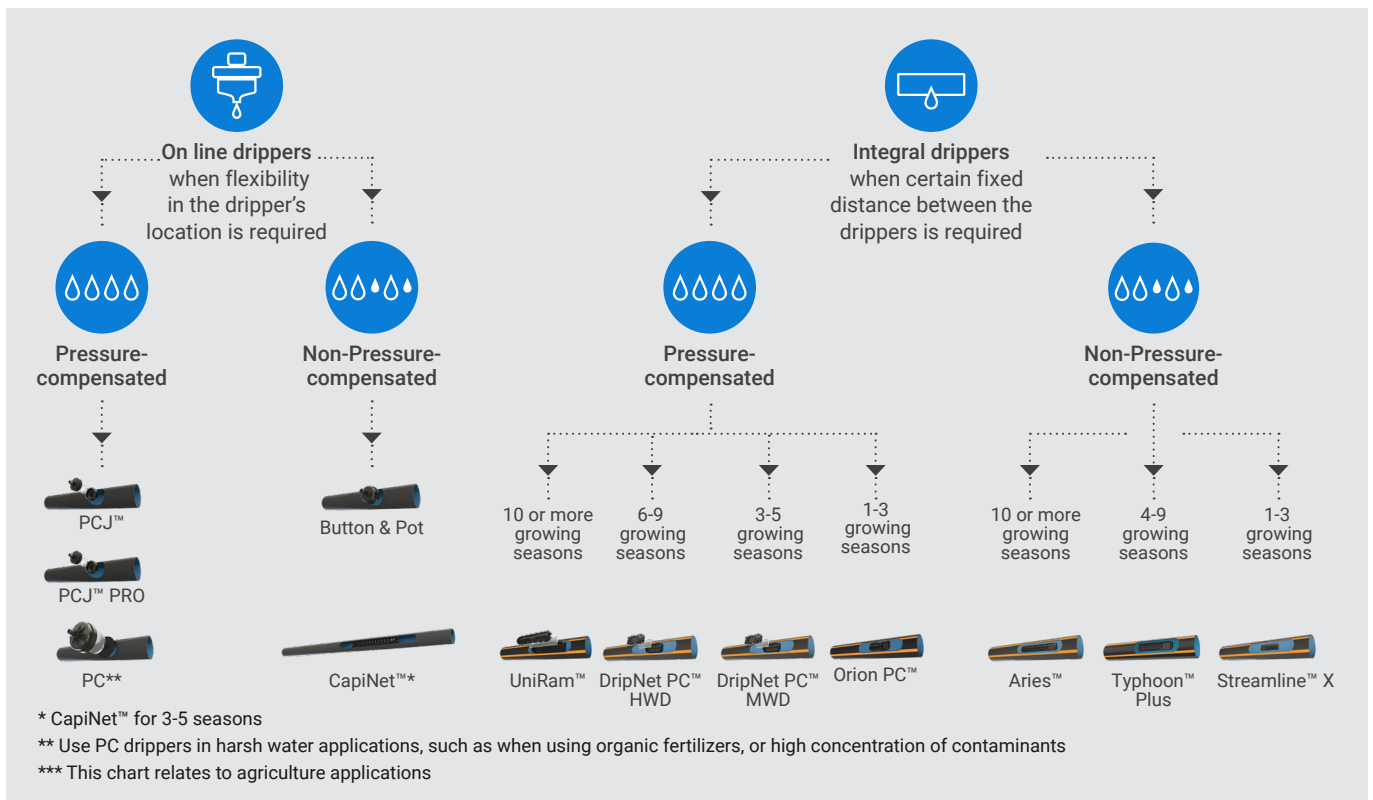 On line drippers
when flexibility
in the dripper's
location is required
Pressure-
compensated
PCJ™
PCJ™ PRO
PC**
Non-Pressure-
compensated
Button & Pot
CapiNet™*
Integral drippers
when certain fixed
distance between the
drippers is required
Pressure-
compensated
10 or more
growing
seasons
UniRam™
6-9
growing
seasons
DripNet PC™
HWD
3-5
growing
seasons
DripNet PC™
MWD
1-3
growing
seasons
Orion PC™
Non-Pressure-
compensated
10 or more
growing
seasons
Aries™
4-9
growing
seasons
Typhoon™
Plus
1-3
growing
seasons
Streamline™ X
* CapiNet™ for 3-5 seasons
** Use PC drippers in harsh water applications, such as when using organic fertilizers, or high concentration of contaminants
*** This chart relates to agriculture applications